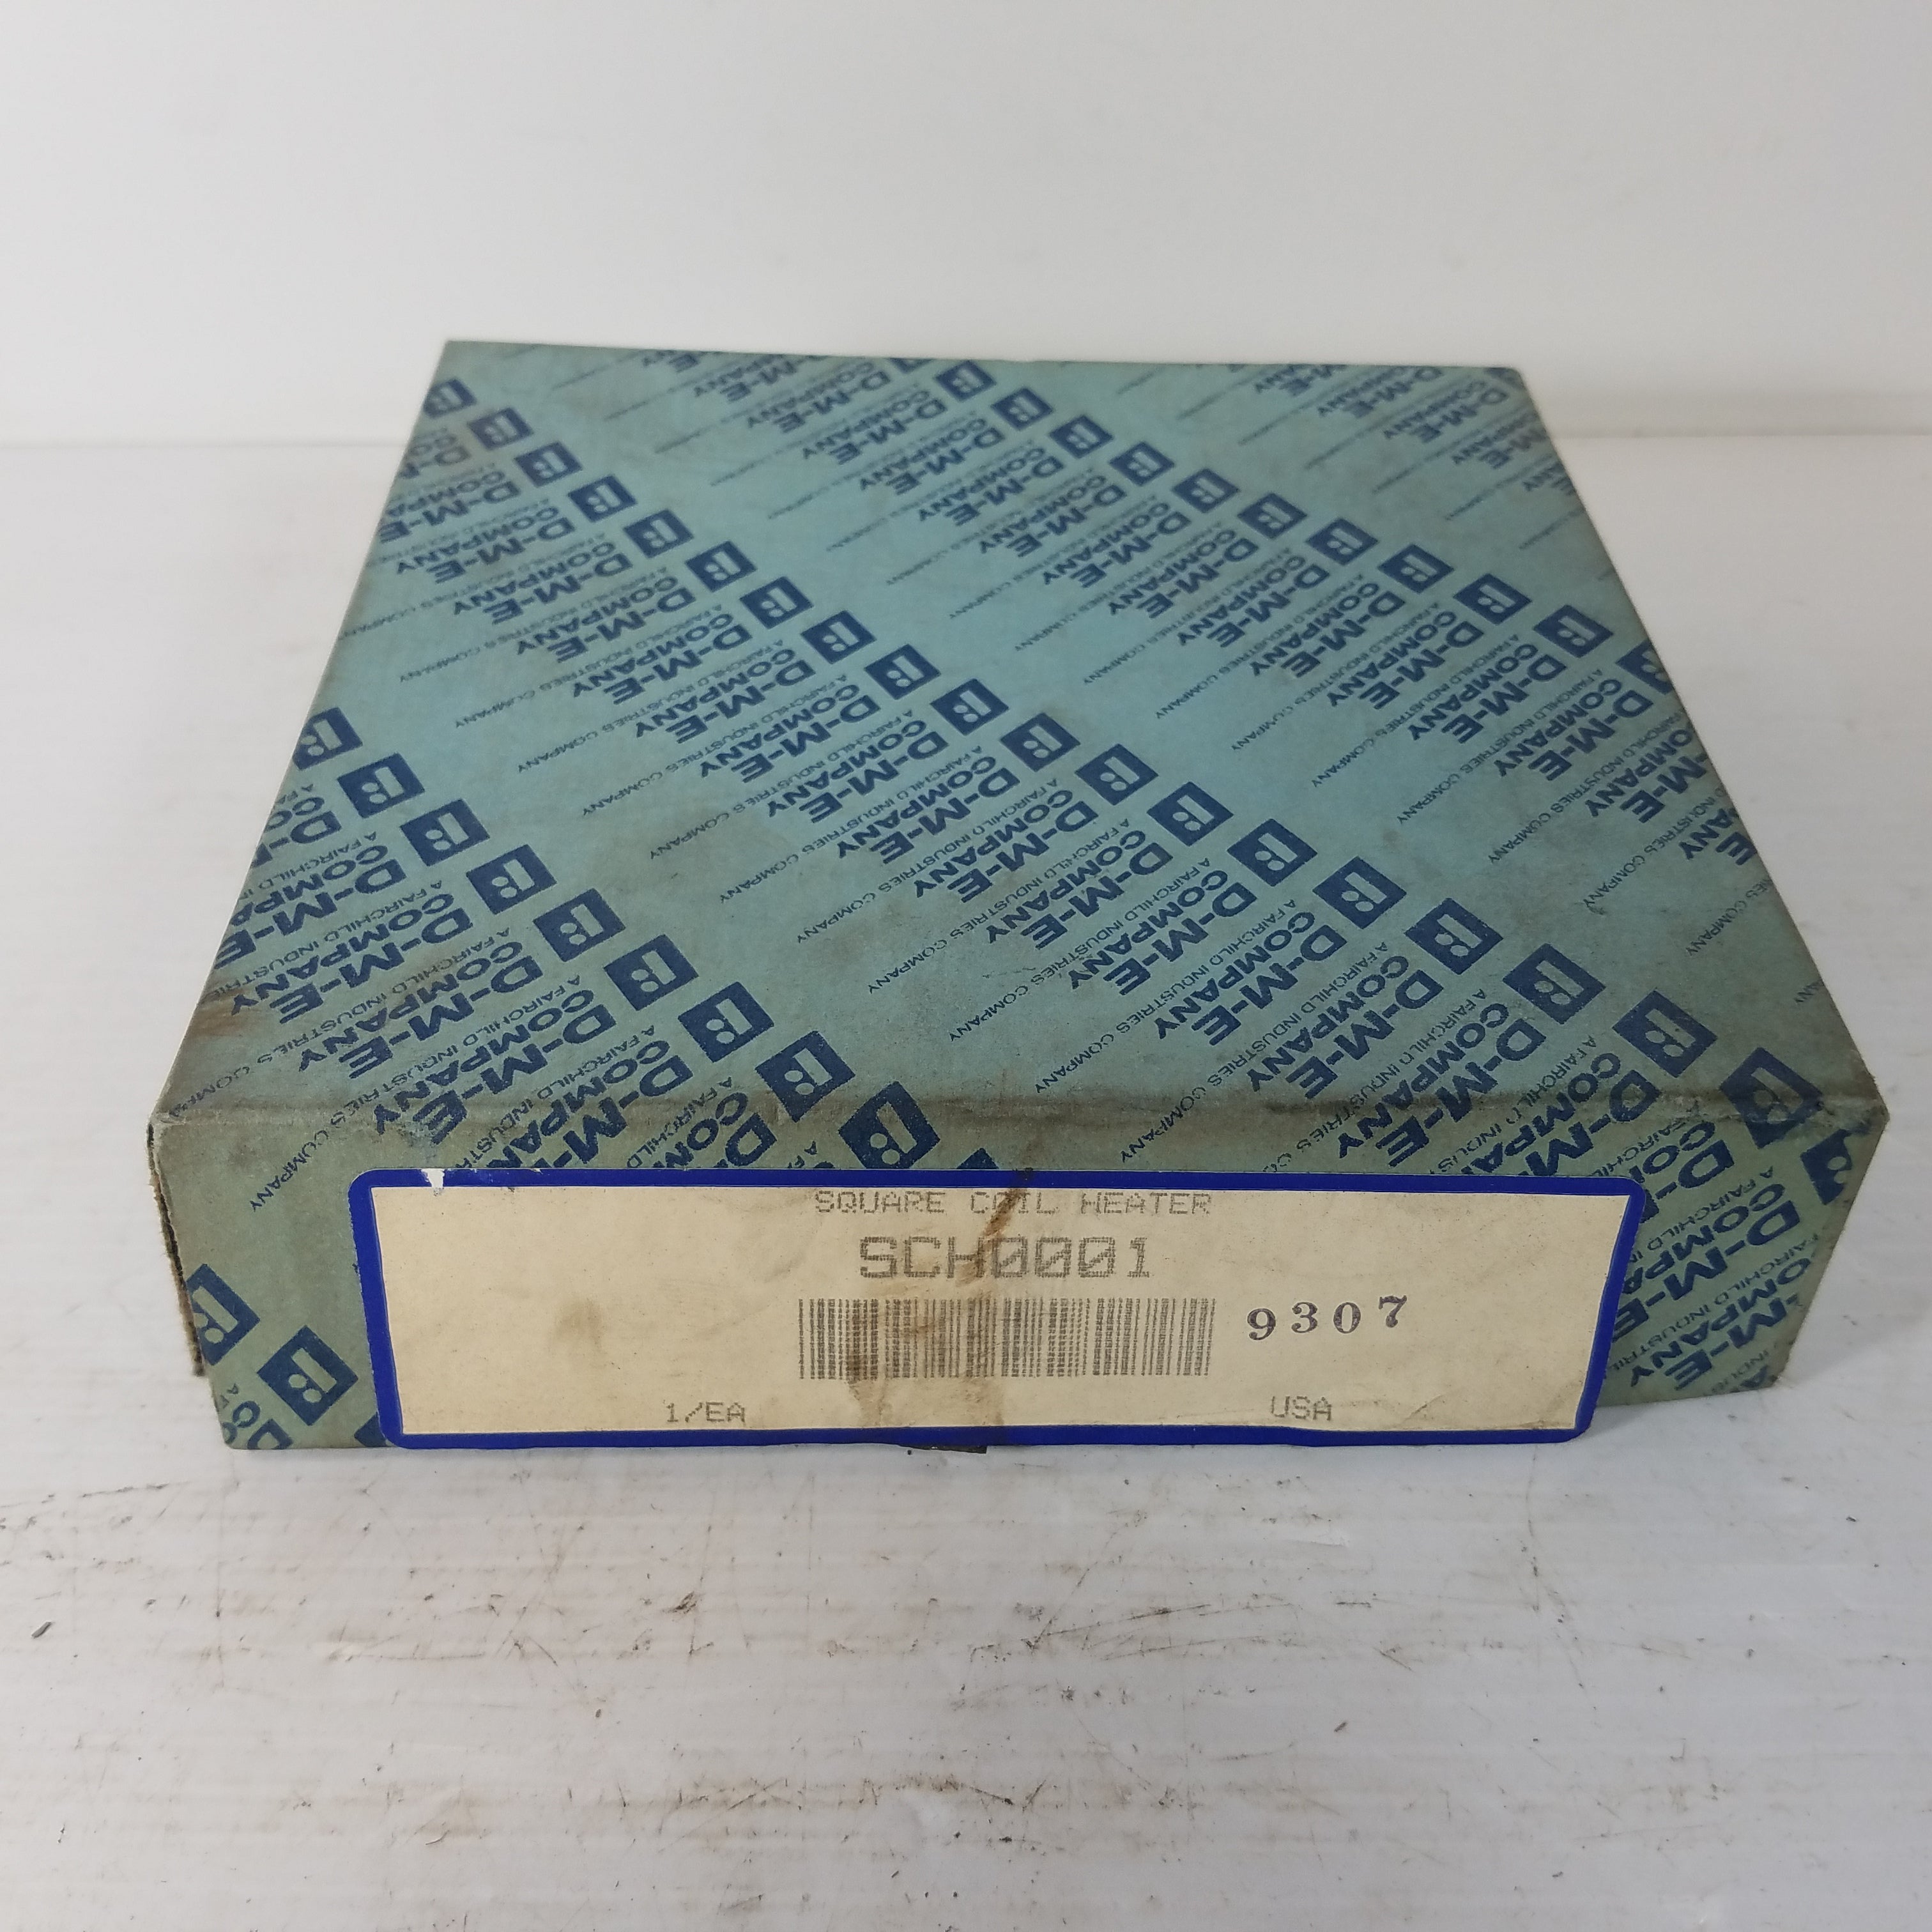 D-M-E
COMPANY
A FAIRCHILD INDUSTRIES COMPANY
SQUARE COIL HEATER
SCH0001
9307
1/EA
USA